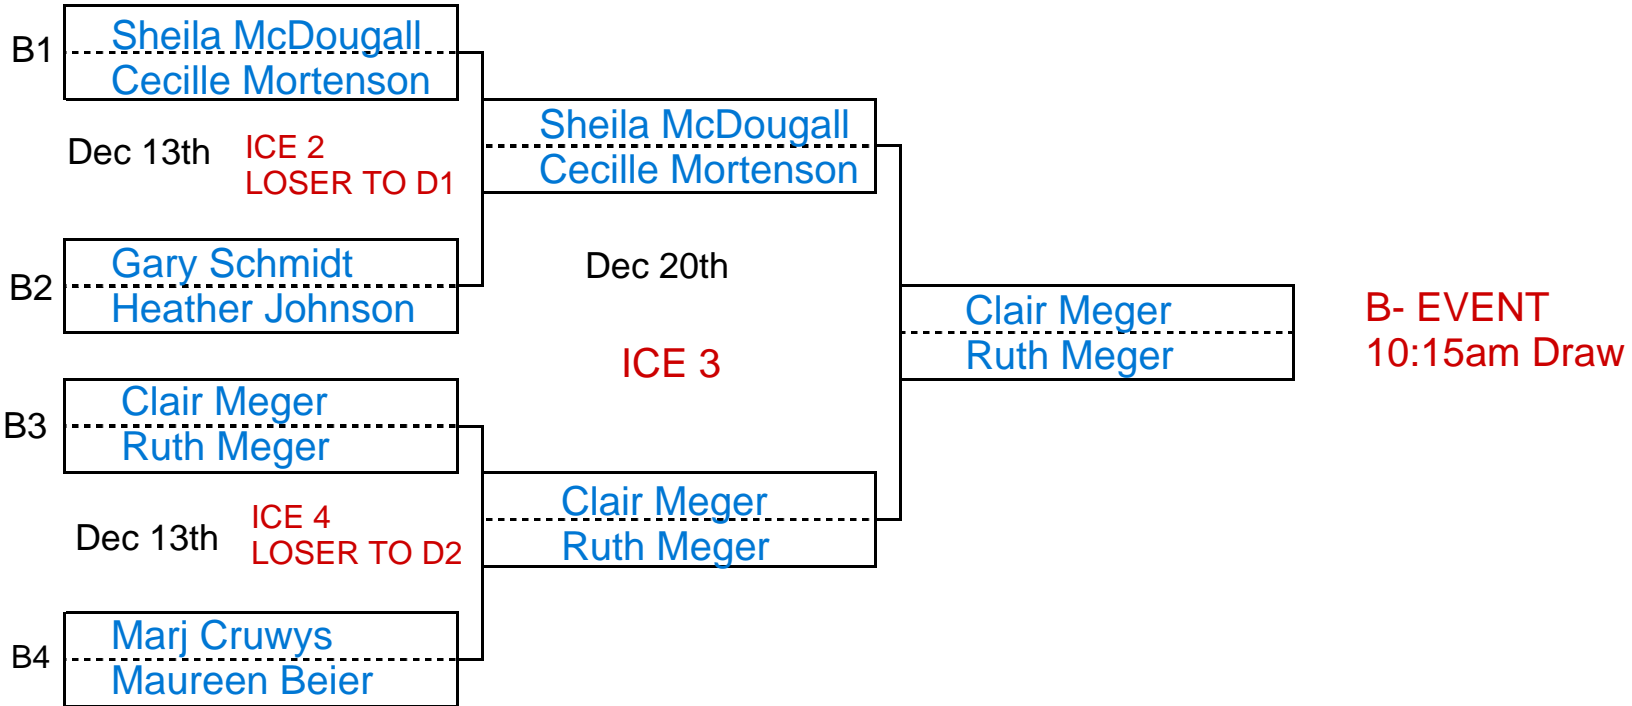 B1
Sheila McDougall
Cecille Mortenson
Dec 13th
ICE 2
LOSER TO D1
B2
Gary Schmidt
Heather Johnson
B3
Clair Meger
Ruth Meger
Dec 13th
ICE 4
LOSER TO D2
B4
Marj Cruwys
Maureen Beier
Sheila McDougall
Cecille Mortenson
Dec 20th
ICE 3
Clair Meger
Ruth Meger
Clair Meger
Ruth Meger
B- EVENT
10:15am Draw